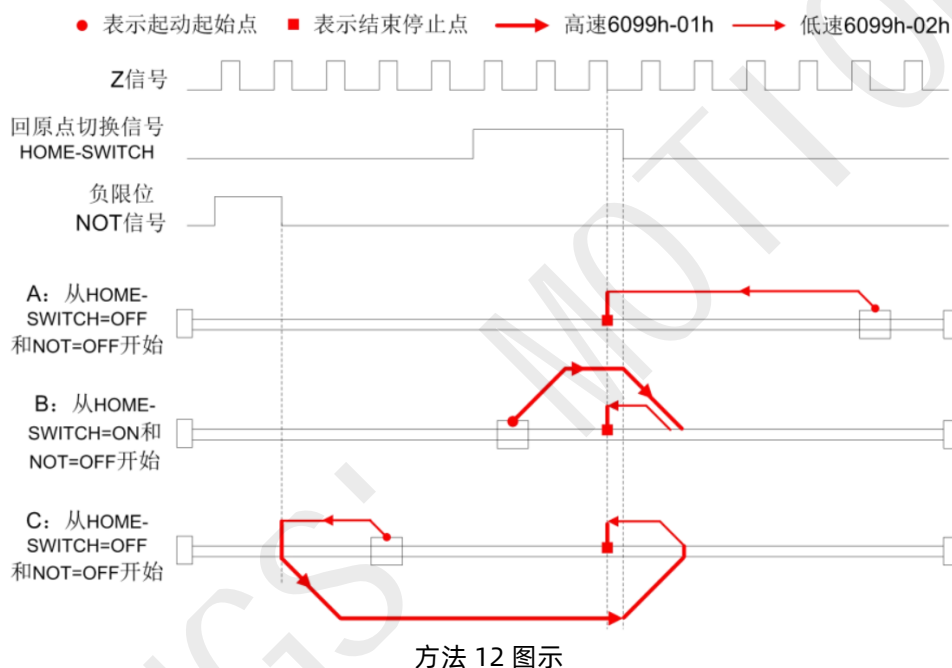 表示起动起始点 表示结束停止点 高速6099h-01h 低速6099h-02h
Z信号
回原点切换信号
HOME-SWITCH
负限位
NOT信号
A：从HOME-
SWITCH=OFF
和NOT=OFF开始
B：从HOME-
SWITCH=ON和
NOT=OFF开始
C：从HOME-
SWITCH=OFF
和NOT=OFF开始
方法 12 图示